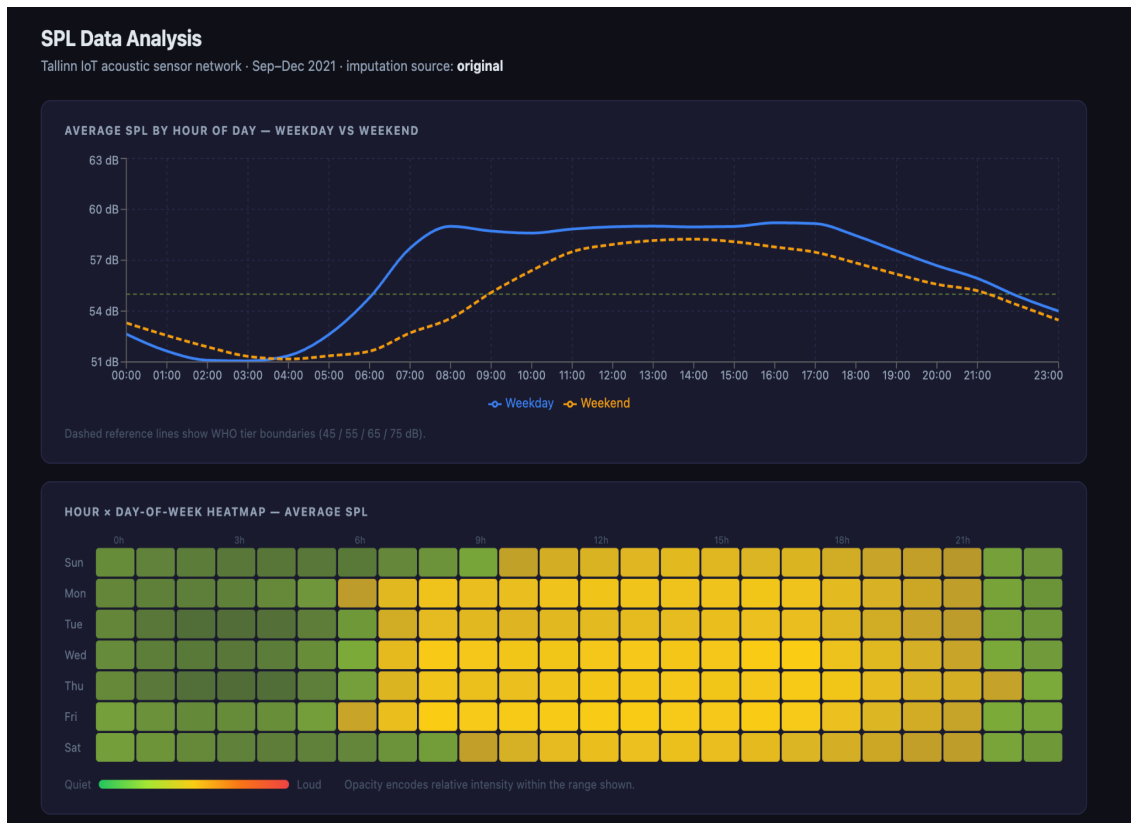 SPL Data Analysis
Tallinn IoT acoustic sensor network · Sep–Dec 2021 · imputation source: original
AVERAGE SPL BY HOUR OF DAY — WEEKDAY VS WEEKEND
63 dB
60 dB
57 dB
54 dB
51 dB
00:00 01:00 02:00 03:00 04:00 05:00 06:00 07:00 08:00 09:00 10:00 11:00 12:00 13:00 14:00 15:00 16:00 17:00 18:00 19:00 20:00 21:00 23:00
Weekday Weekend
Dashed reference lines show WHO tier boundaries (45 / 55 / 65 / 75 dB).
HOUR × DAY-OF-WEEK HEATMAP — AVERAGE SPL
0h 3h 6h 9h 12h 15h 18h 21h
Sun
Mon
Tue
Wed
Thu
Fri
Sat
Quiet Loud Opacity encodes relative intensity within the range shown.